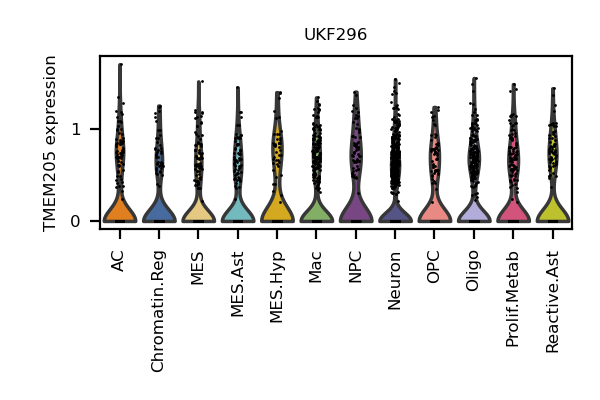 UKF296
TMEM205 expression
1
0
AC
Chromatin.Reg
MES
MES.Ast
MES.Hyp
Mac
NPC
Neuron
OPC
Oligo
Prolif.Metab
Reactive.Ast